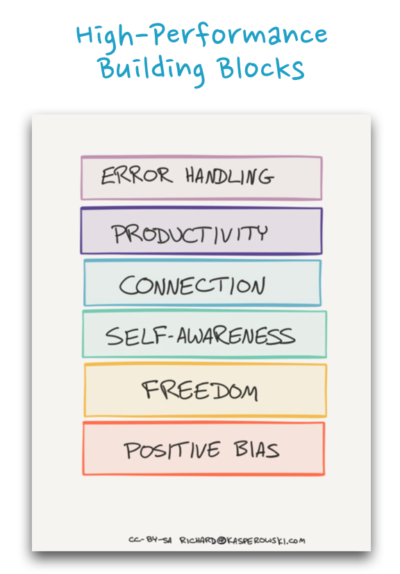 High-Performance
Building Blocks
ERROR HANDLING
PRODUCTIVITY
CONNECTION
SELF-AWARENESS
FREEDOM
POSITIVE BIAS
CC-BY-SA RICHARD@KASPEROWSKI.COM